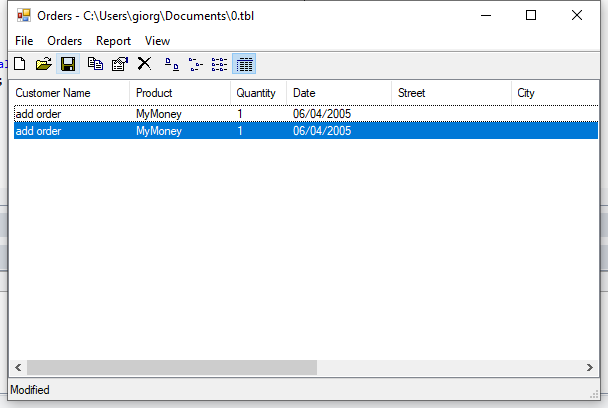 Orders - C:\Users\giorg\Documents\0.tbl
File Orders Report View
Customer Name Product Quantity Date Street City
add order MyMoney 1 06/04/2005
add order MyMoney 1 06/04/2005
Modified